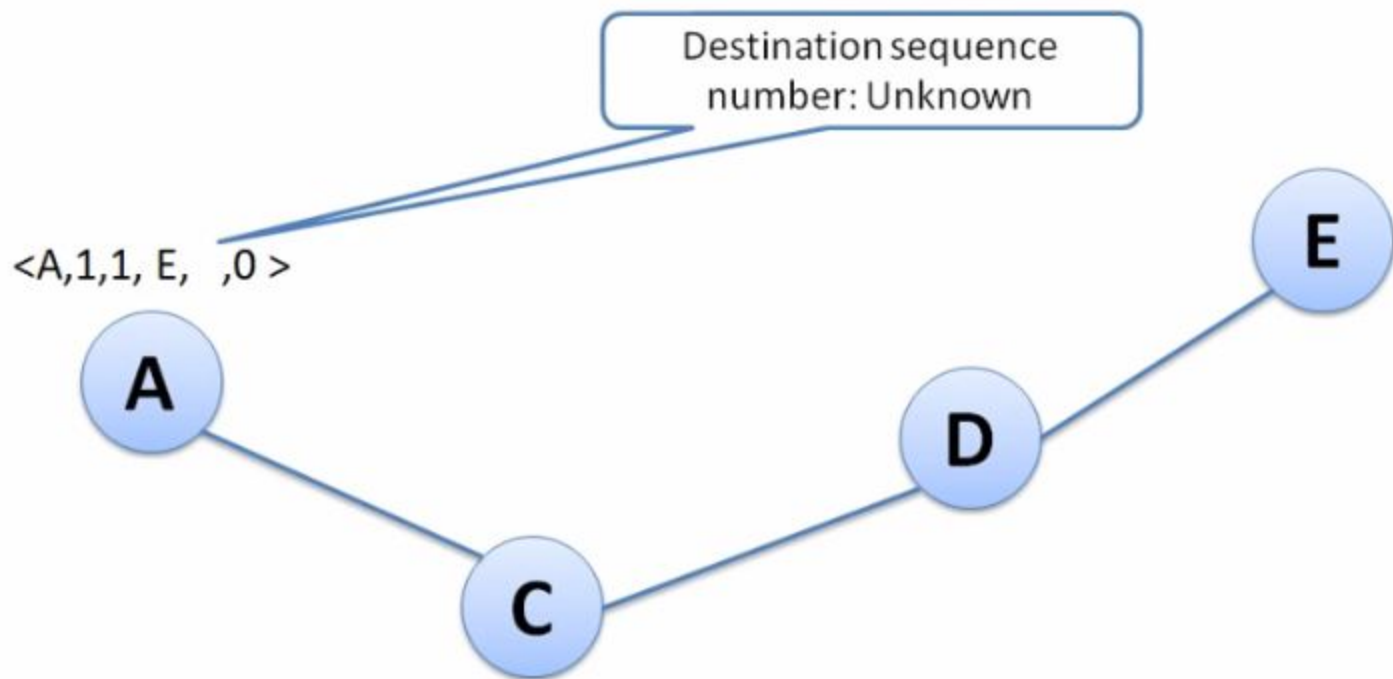 Destination sequence
number: Unknown
<A,1,1, E,   ,0 >
E
A
D
C